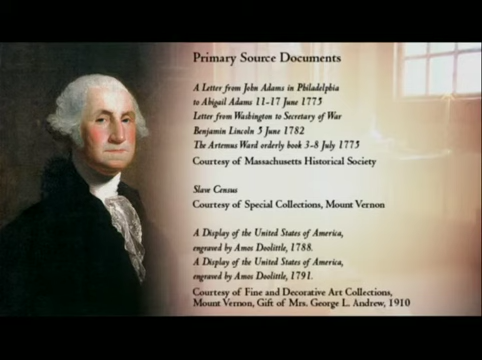 Primary Source Documents
A Letter from John Adams in Philadelphia
to Abigail Adams 11-17 June 1775
Letter from Washington to Secretary of War
Benjamin Lincoln 5 June 1782
The Artemus Ward orderly book 3-8 July 1775
Courtesy of Massachusetts Historical Society
Slave Census
Courtesy of Special Collections, Mount Vernon
A Display of the United States of America,
engraved by Amos Doolittle, 1788.
A Display of the United States of America,
engraved by Amos Doolittle, 1791.
Courtesy of Fine and Decorative Art Collections,
Mount Vernon, Gift of Mrs. George L. Andrew, 1910